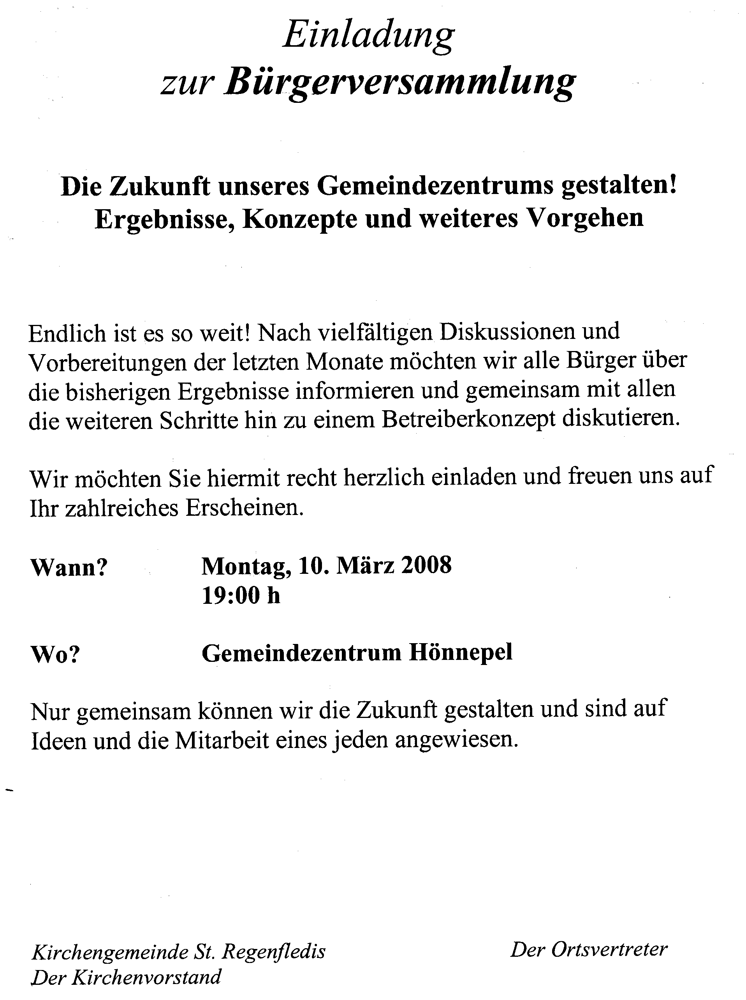 Einladung
zur Bürgerversammlung
Die Zukunft unseres Gemeindezentrums gestalten!
Ergebnisse, Konzepte und weiteres Vorgehen
Endlich ist es so weit! Nach vielfältigen Diskussionen und
Vorbereitungen der letzten Monate möchten wir alle Bürger über
die bisherigen Ergebnisse informieren und gemeinsam mit allen
die weiteren Schritte hin zu einem Betreiberkonzept diskutieren.
Wir möchten Sie hiermit recht herzlich einladen und freuen uns auf
Ihr zahlreiches Erscheinen.
Wann? Montag, 10. März 2008
19:00 h
Wo? Gemeindezentrum Hönnepel
Nur gemeinsam können wir die Zukunft gestalten und sind auf
Ideen und die Mitarbeit eines jeden angewiesen.
Kirchengemeinde St. Regenfledis Der Ortsvertreter
Der Kirchenvorstand